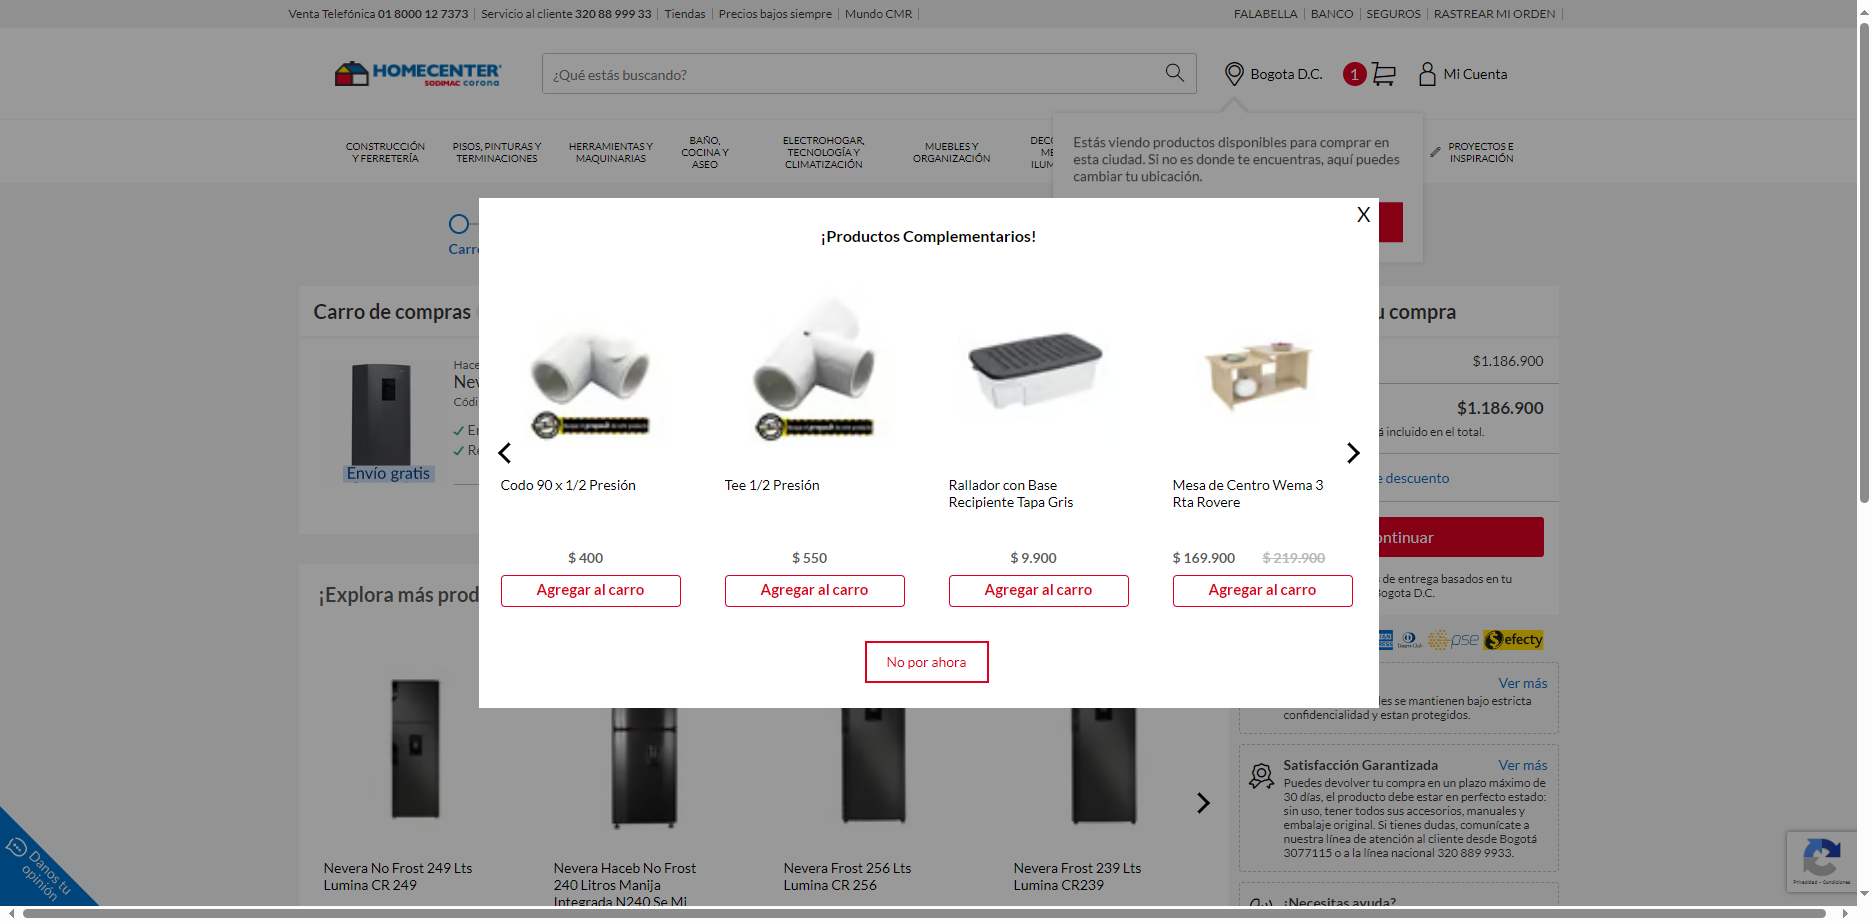 Venta Telefónica 01 8000 12 7373 | Servicio al cliente 320 88 999 33 | Tiendas | Precios bajos siempre | Mundo CMR |
FALABELLA | BANCO | SEGUROS | RASTREAR MI ORDEN |
HOMECENTER
SODIMAC corona
¿Qué estás buscando?
Bogota D.C.
1
Mi Cuenta
CONSTRUCCIÓN
Y FERRETERÍA
PISOS, PINTURAS Y
TERMINACIONES
HERRAMIENTAS Y
MAQUINARIAS
BAÑO,
COCINA Y
ASEO
ELECTROHOGAR,
TECNOLOGÍA Y
CLIMATIZACIÓN
MUEBLES Y
ORGANIZACIÓN
PROYECTOS E
INSPIRACIÓN
Estás viendo productos disponibles para comprar en
esta ciudad. Si no es donde te encuentras, aquí puedes
cambiar tu ubicación.
Carr
X
¡Productos Complementarios!
Codo 90 x 1/2 Presión
$ 400
Agregar al carro
Tee 1/2 Presión
$ 550
Agregar al carro
Rallador con Base
Recipiente Tapa Gris
$ 9.900
Agregar al carro
Mesa de Centro Wema 3
Rta Rovere
$ 169.900 $ 219.900
Agregar al carro
No por ahora
Carro de compras
Hace
Nev
Códi
Envío gratis
u compra
$1.186.900
$1.186.900
á incluido en el total.
e descuento
ontinuar
s de entrega basados en tu
Bogota D.C.
pse
efecty
Ver más
les se mantienen bajo estricta
confidencialidad y estan protegidos.
Satisfacción Garantizada Ver más
Puedes devolver tu compra en un plazo máximo de
30 días, el producto debe estar en perfecto estado:
sin uso, tener todos sus accesorios, manuales y
embalaje original. Si tienes dudas, comunícate a
nuestra línea de atención al cliente desde Bogotá
3077115 o a la línea nacional 320 889 9933.
¿Necesitas ayuda?
¡Explora más prod
Nevera No Frost 249 Lts
Lumina CR 249
Nevera Haceb No Frost
240 Litros Manija
Integrada N240 Se Mi
Nevera Frost 256 Lts
Lumina CR 256
Nevera Frost 239 Lts
Lumina CR239
Danos tu
opinión
Privacidad - Condiciones